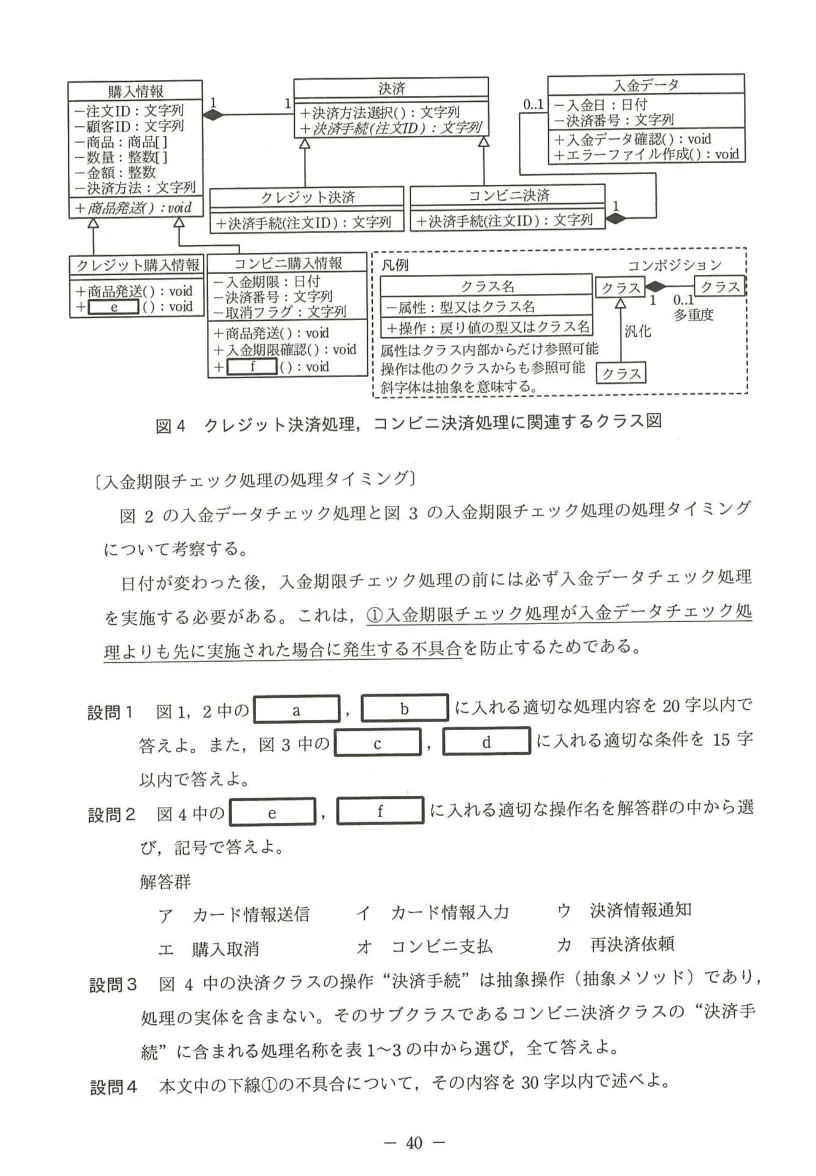 購入情報
－注文ID：文字列
－顧客ID：文字列
－商品：商品[]
－数量：整数[]
－金額：整数
－決済方法：文字列
＋商品発送()：void
1
1
決済
＋決済方法選択()：文字列
＋決済手続(注文ID)：文字列
入金データ
－入金日：日付
－決済番号：文字列
＋入金データ確認()：void
＋エラーファイル作成()：void
0..1
クレジット決済
＋決済手続(注文ID)：文字列
コンビニ決済
＋決済手続(注文ID)：文字列
1
クレジット購入情報
＋商品発送()：void
＋ e ()：void
コンビニ購入情報
－入金期限：日付
－決済番号：文字列
－取消フラグ：文字列
＋商品発送()：void
＋入金期限確認()：void
＋ f ()：void
凡例
クラス名
－属性：型又はクラス名
＋操作：戻り値の型又はクラス名
属性はクラス内部からだけ参照可能
操作は他のクラスからも参照可能
斜字体は抽象を意味する。
コンポジション
クラス
クラス
1 0..1
多重度
汎化
クラス
図4　クレジット決済処理，コンビニ決済処理に関連するクラス図
〔入金期限チェック処理の処理タイミング〕
図 2 の入金データチェック処理と図 3 の入金期限チェック処理の処理タイミング
について考察する。
日付が変わった後，入金期限チェック処理の前には必ず入金データチェック処理
を実施する必要がある。これは，①入金期限チェック処理が入金データチェック処
理よりも先に実施された場合に発生する不具合を防止するためである。
設問1　図1，2中の a ， b に入れる適切な処理内容を 20 字以内で
答えよ。また，図 3 中の c ， d に入れる適切な条件を 15 字
以内で答えよ。
設問2　図4中の e ， f に入れる適切な操作名を解答群の中から選
び，記号で答えよ。
解答群
ア　カード情報送信　イ　カード情報入力　ウ　決済情報通知
エ　購入取消　オ　コンビニ支払　カ　再決済依頼
設問3　図 4 中の決済クラスの操作“決済手続”は抽象操作（抽象メソッド）であり，
処理の実体を含まない。そのサブクラスであるコンビニ決済クラスの“決済手
続”に含まれる処理名称を表1～3の中から選び，全て答えよ。
設問4　本文中の下線①の不具合について，その内容を 30 字以内で述べよ。
－ 40 －